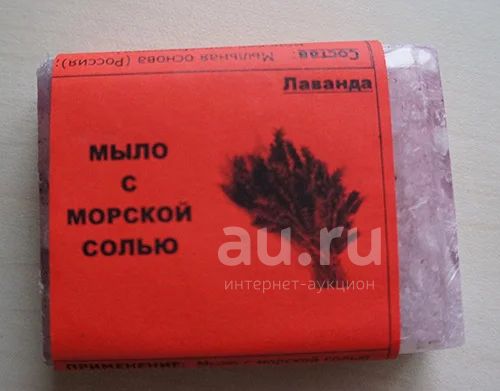 Состав: Мыльная основа (Россия);
Лаванда
МЫЛО
С
МОРСКОЙ
СОЛЬЮ
au.ru
интернет-аукцион
ПРИМЕНЕНИЕ: Мыло с морской солью